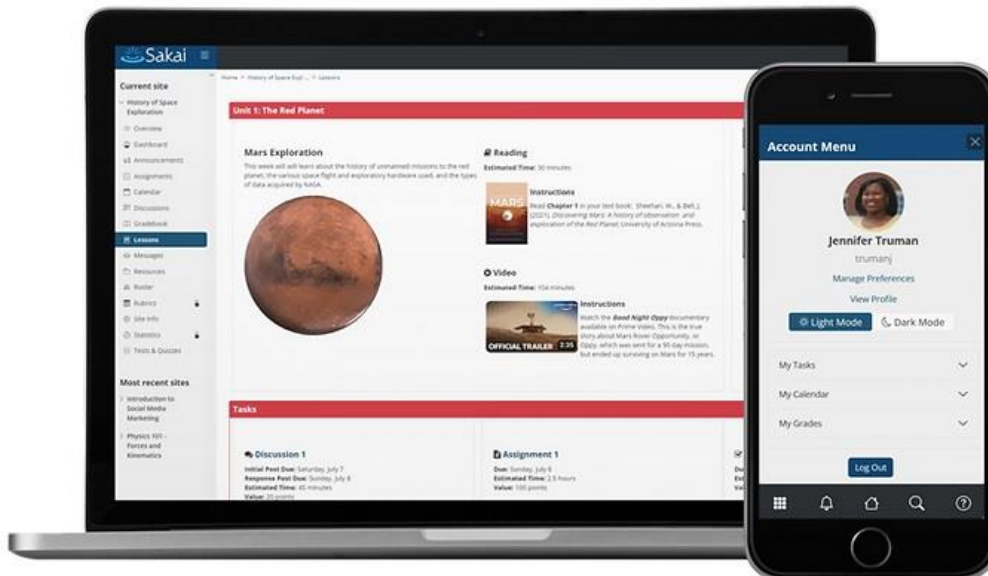 Sakai
Home > History of Space Expl ... > Lessons
Current site
History of Space
Exploration
Overview
Dashboard
Announcements
Assignments
Calendar
Discussions
Gradebook
Lessons
Messages
Resources
Roster
Rubrics
Site Info
Statistics
Tests & Quizzes
Most recent sites
Introduction to
Social Media
Marketing
Physics 101 -
Forces and
Kinematics
Unit 1: The Red Planet
Mars Exploration
This week will will learn about the history of unmanned missions to the red
planet, the various space flight and exploratory hardware used, and the types
of data acquired by NASA.
Reading
Estimated Time: 30 minutes
MARS
Instructions
Read Chapter 1 in your text book: Sheehan, W., & Bell, J.
(2021). Discovering Mars: A history of observation and
exploration of the Red Planet. University of Arizona Press.
Video
Estimated Time: 104 minutes
OFFICIAL TRAILER 2:35
Instructions
Watch the Good Night Oppy documentary
available on Prime Video. This is the true
story about Mars Rover Opportunity, or
Oppy, which was sent for a 90 day mission,
but ended up surviving on Mars for 15 years.
Tasks
Discussion 1
Initial Post Due: Saturday, July 7
Response Post Due: Sunday, July 8
Estimated Time: 45 minutes
Value: 20 points
Assignment 1
Due: Sunday, July 8
Estimated Time: 2.5 hours
Value: 100 points
Account Menu
Jennifer Truman
trumanj
Manage Preferences
View Profile
Light Mode
Dark Mode
My Tasks
My Calendar
My Grades
Log Out